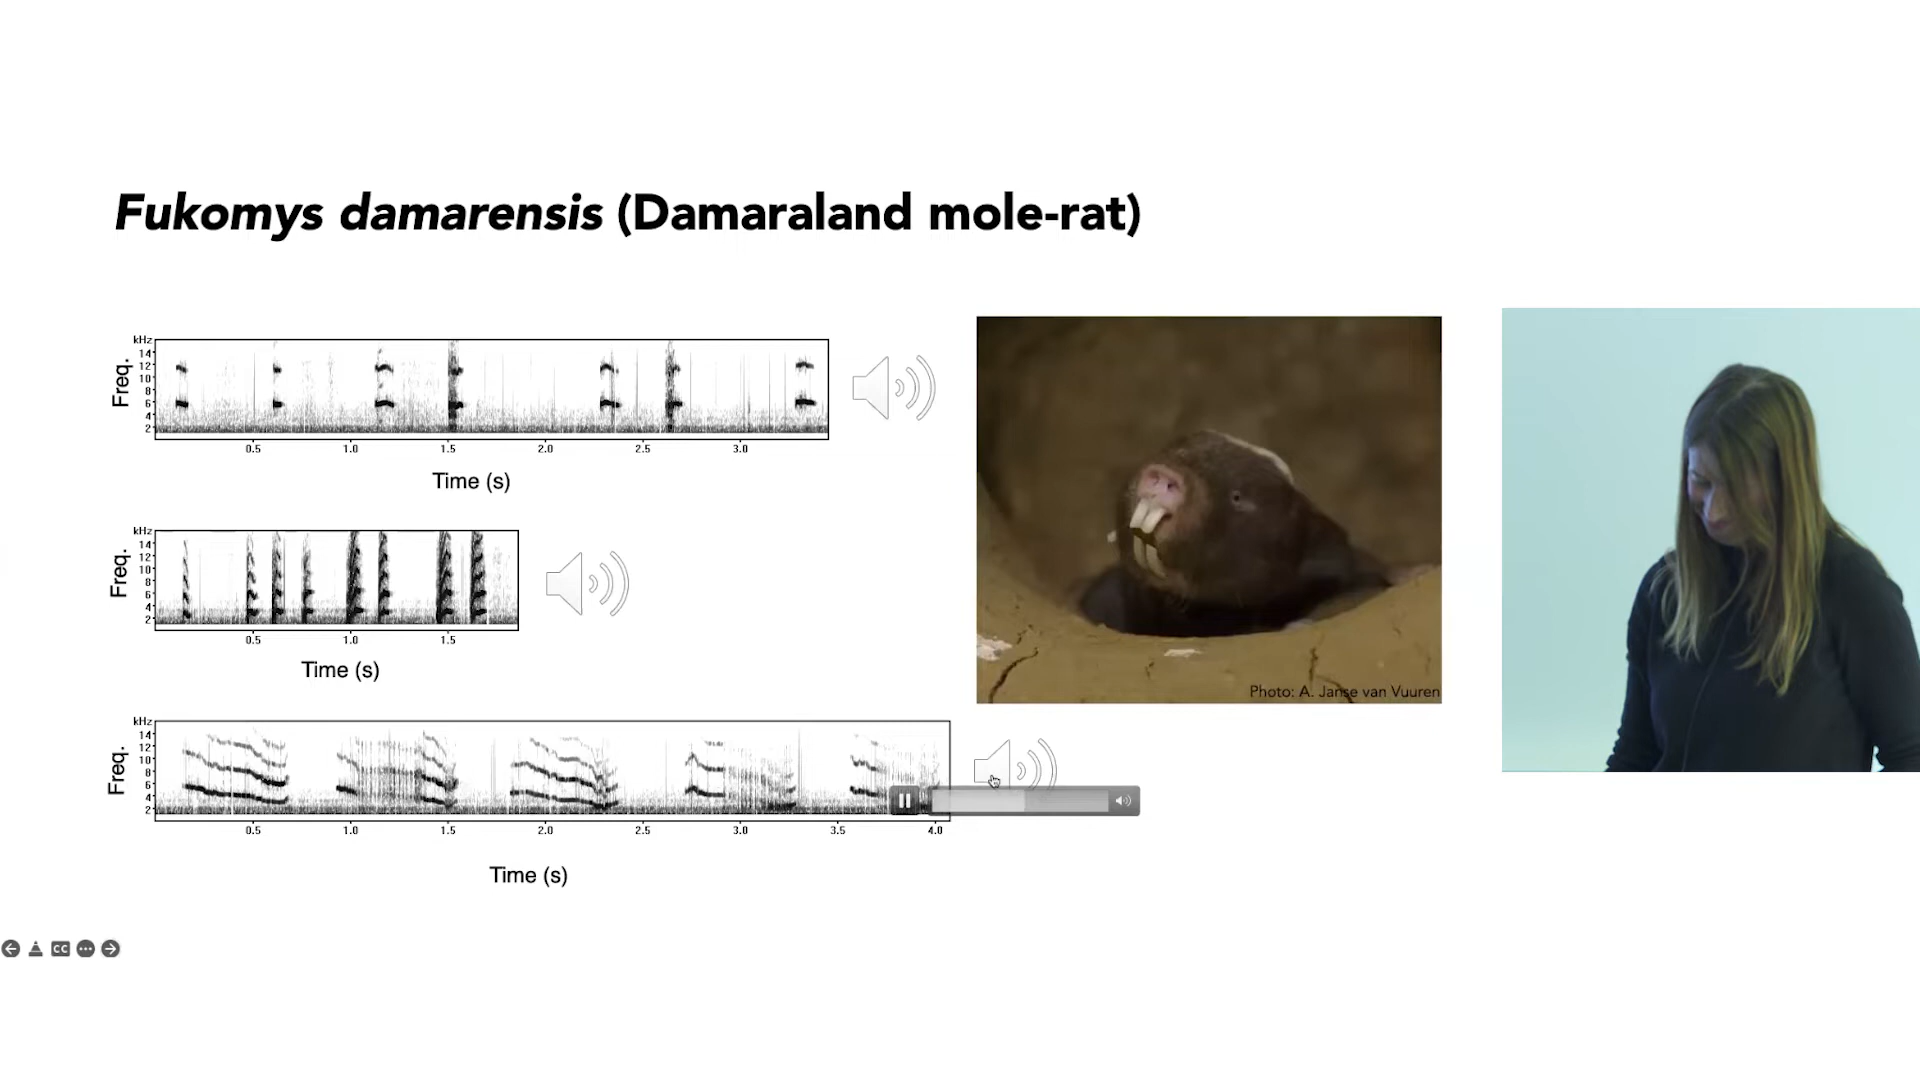 Fukomys damarensis (Damaraland mole-rat)
kHz
14
12
10
8
6
4
2
Freq.
0.5 1.0 1.5 2.0 2.5 3.0
Time (s)
kHz
14
12
10
8
6
4
2
Freq.
0.5 1.0 1.5
Time (s)
Photo: A. Janse van Vuuren
kHz
14
12
10
8
6
4
2
Freq.
0.5 1.0 1.5 2.0 2.5 3.0 3.5 4.0
Time (s)
CC